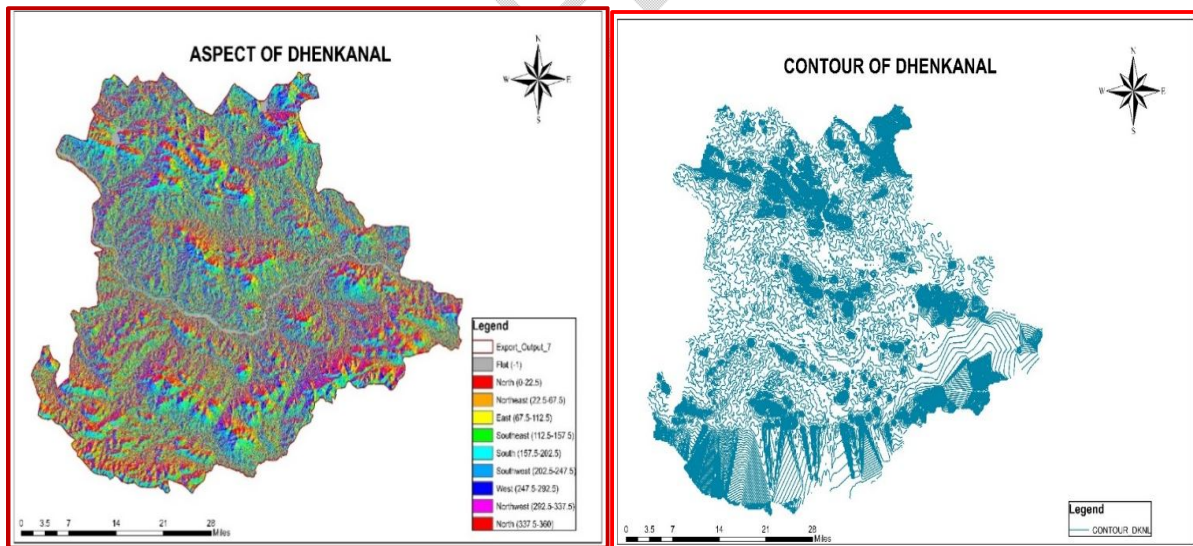 ASPECT OF DHENKANAL
N
W E
S
Legend
Export_Output_7
Flat (-1)
North (0-22.5)
Northeast (22.5-67.5)
East (67.5-112.5)
Southeast (112.5-157.5)
South (157.5-202.5)
Southwest (202.5-247.5)
West (247.5-292.5)
Northwest (292.5-337.5)
North (337.5-360)
0 3.5 7 14 21 28
Miles
CONTOUR OF DHENKANAL
N
W E
S
Legend
CONTOUR_DKNL
0 3.5 7 14 21 28
Miles